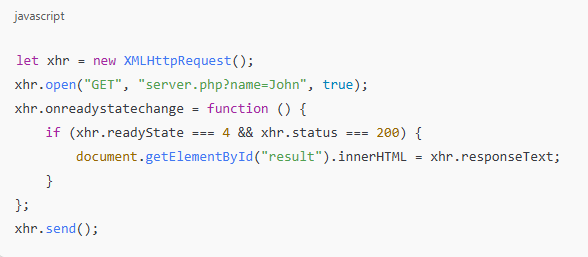 javascript
let xhr = new XMLHttpRequest();
xhr.open("GET", "server.php?name=John", true);
xhr.onreadystatechange = function () {
    if (xhr.readyState === 4 && xhr.status === 200) {
        document.getElementById("result").innerHTML = xhr.responseText;
    }
};
xhr.send();